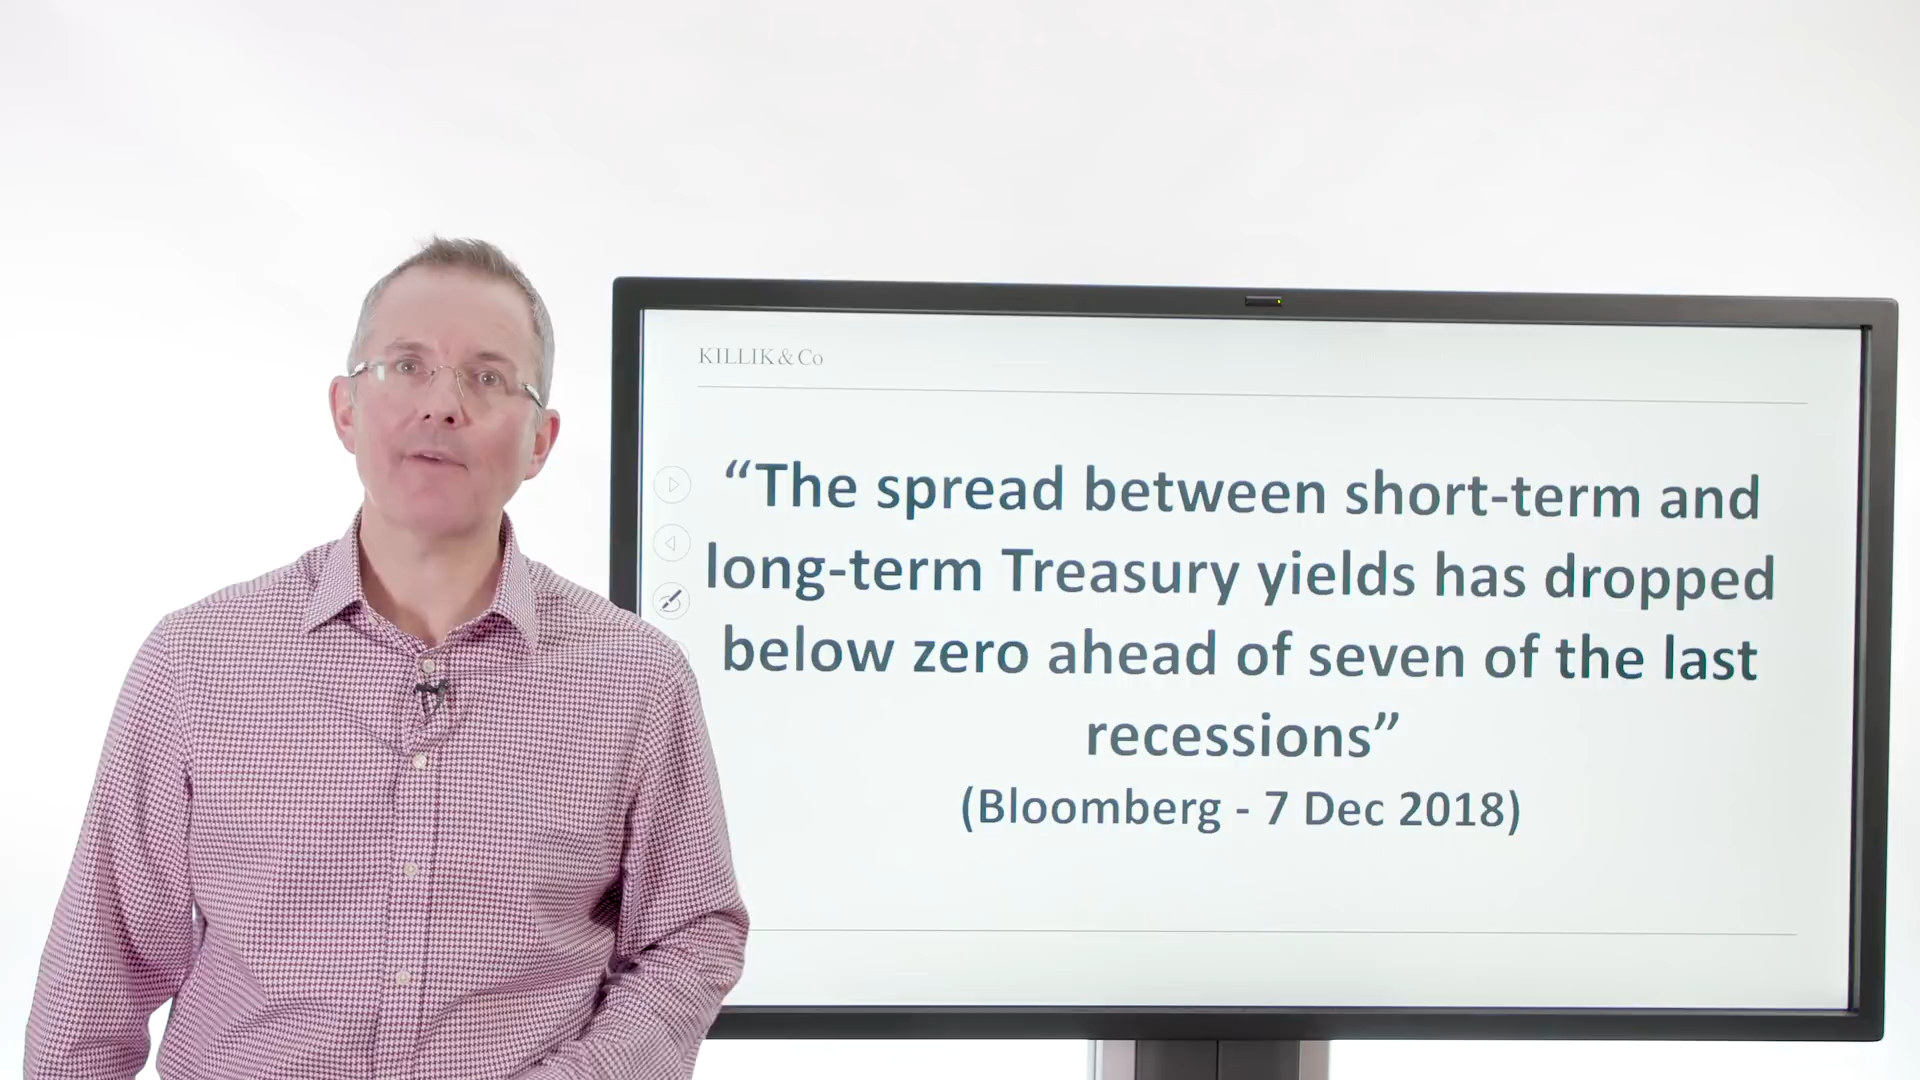 KILLIK & Co
“The spread between short-term and
long-term Treasury yields has dropped
below zero ahead of seven of the last
recessions”
(Bloomberg - 7 Dec 2018)